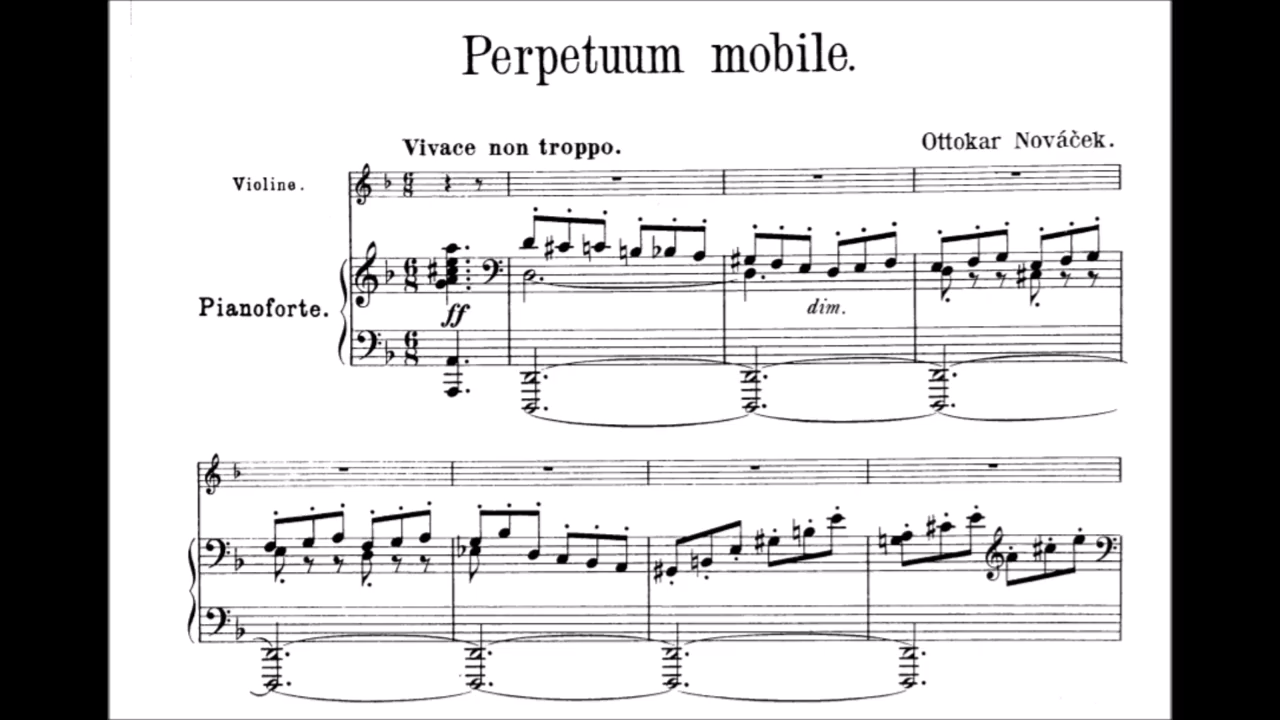 Perpetuum mobile.
Vivace non troppo.
Ottokar Nováček.
Violine.
Pianoforte.
ff
dim.